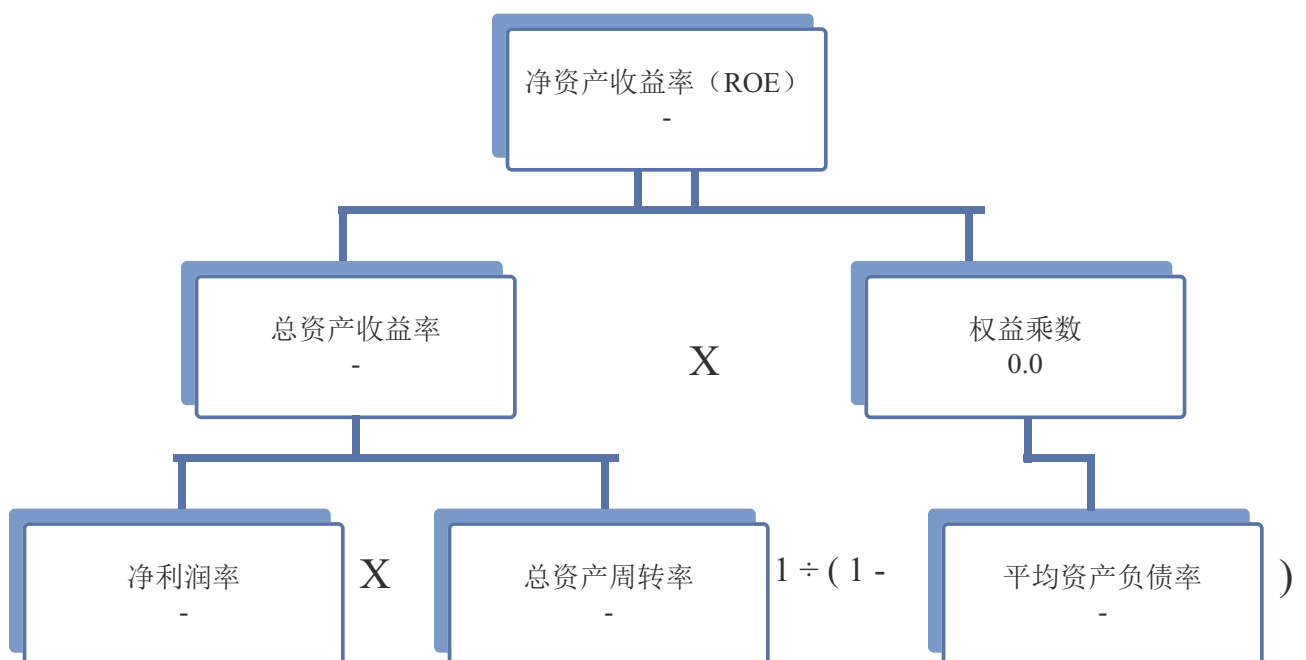 净资产收益率（ROE）
-
总资产收益率
-
X
权益乘数
0.0
净利润率
-
X
总资产周转率
-
1 ÷ ( 1 -
平均资产负债率
-
)